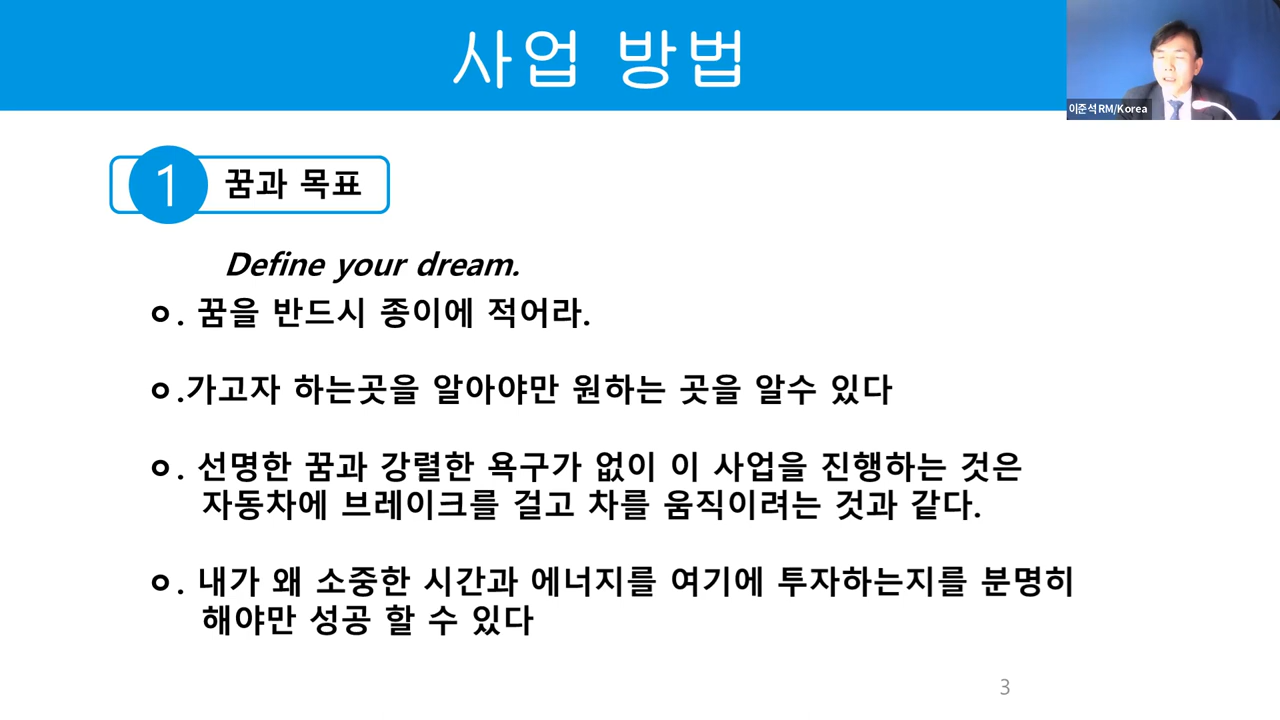 사업 방법
이준석 RM/Korea
1 꿈과 목표
Define your dream.
ㅇ. 꿈을 반드시 종이에 적어라.
ㅇ.가고자 하는곳을 알아야만 원하는 곳을 알수 있다
ㅇ. 선명한 꿈과 강렬한 욕구가 없이 이 사업을 진행하는 것은
자동차에 브레이크를 걸고 차를 움직이려는 것과 같다.
ㅇ. 내가 왜 소중한 시간과 에너지를 여기에 투자하는지를 분명히
해야만 성공 할 수 있다
3